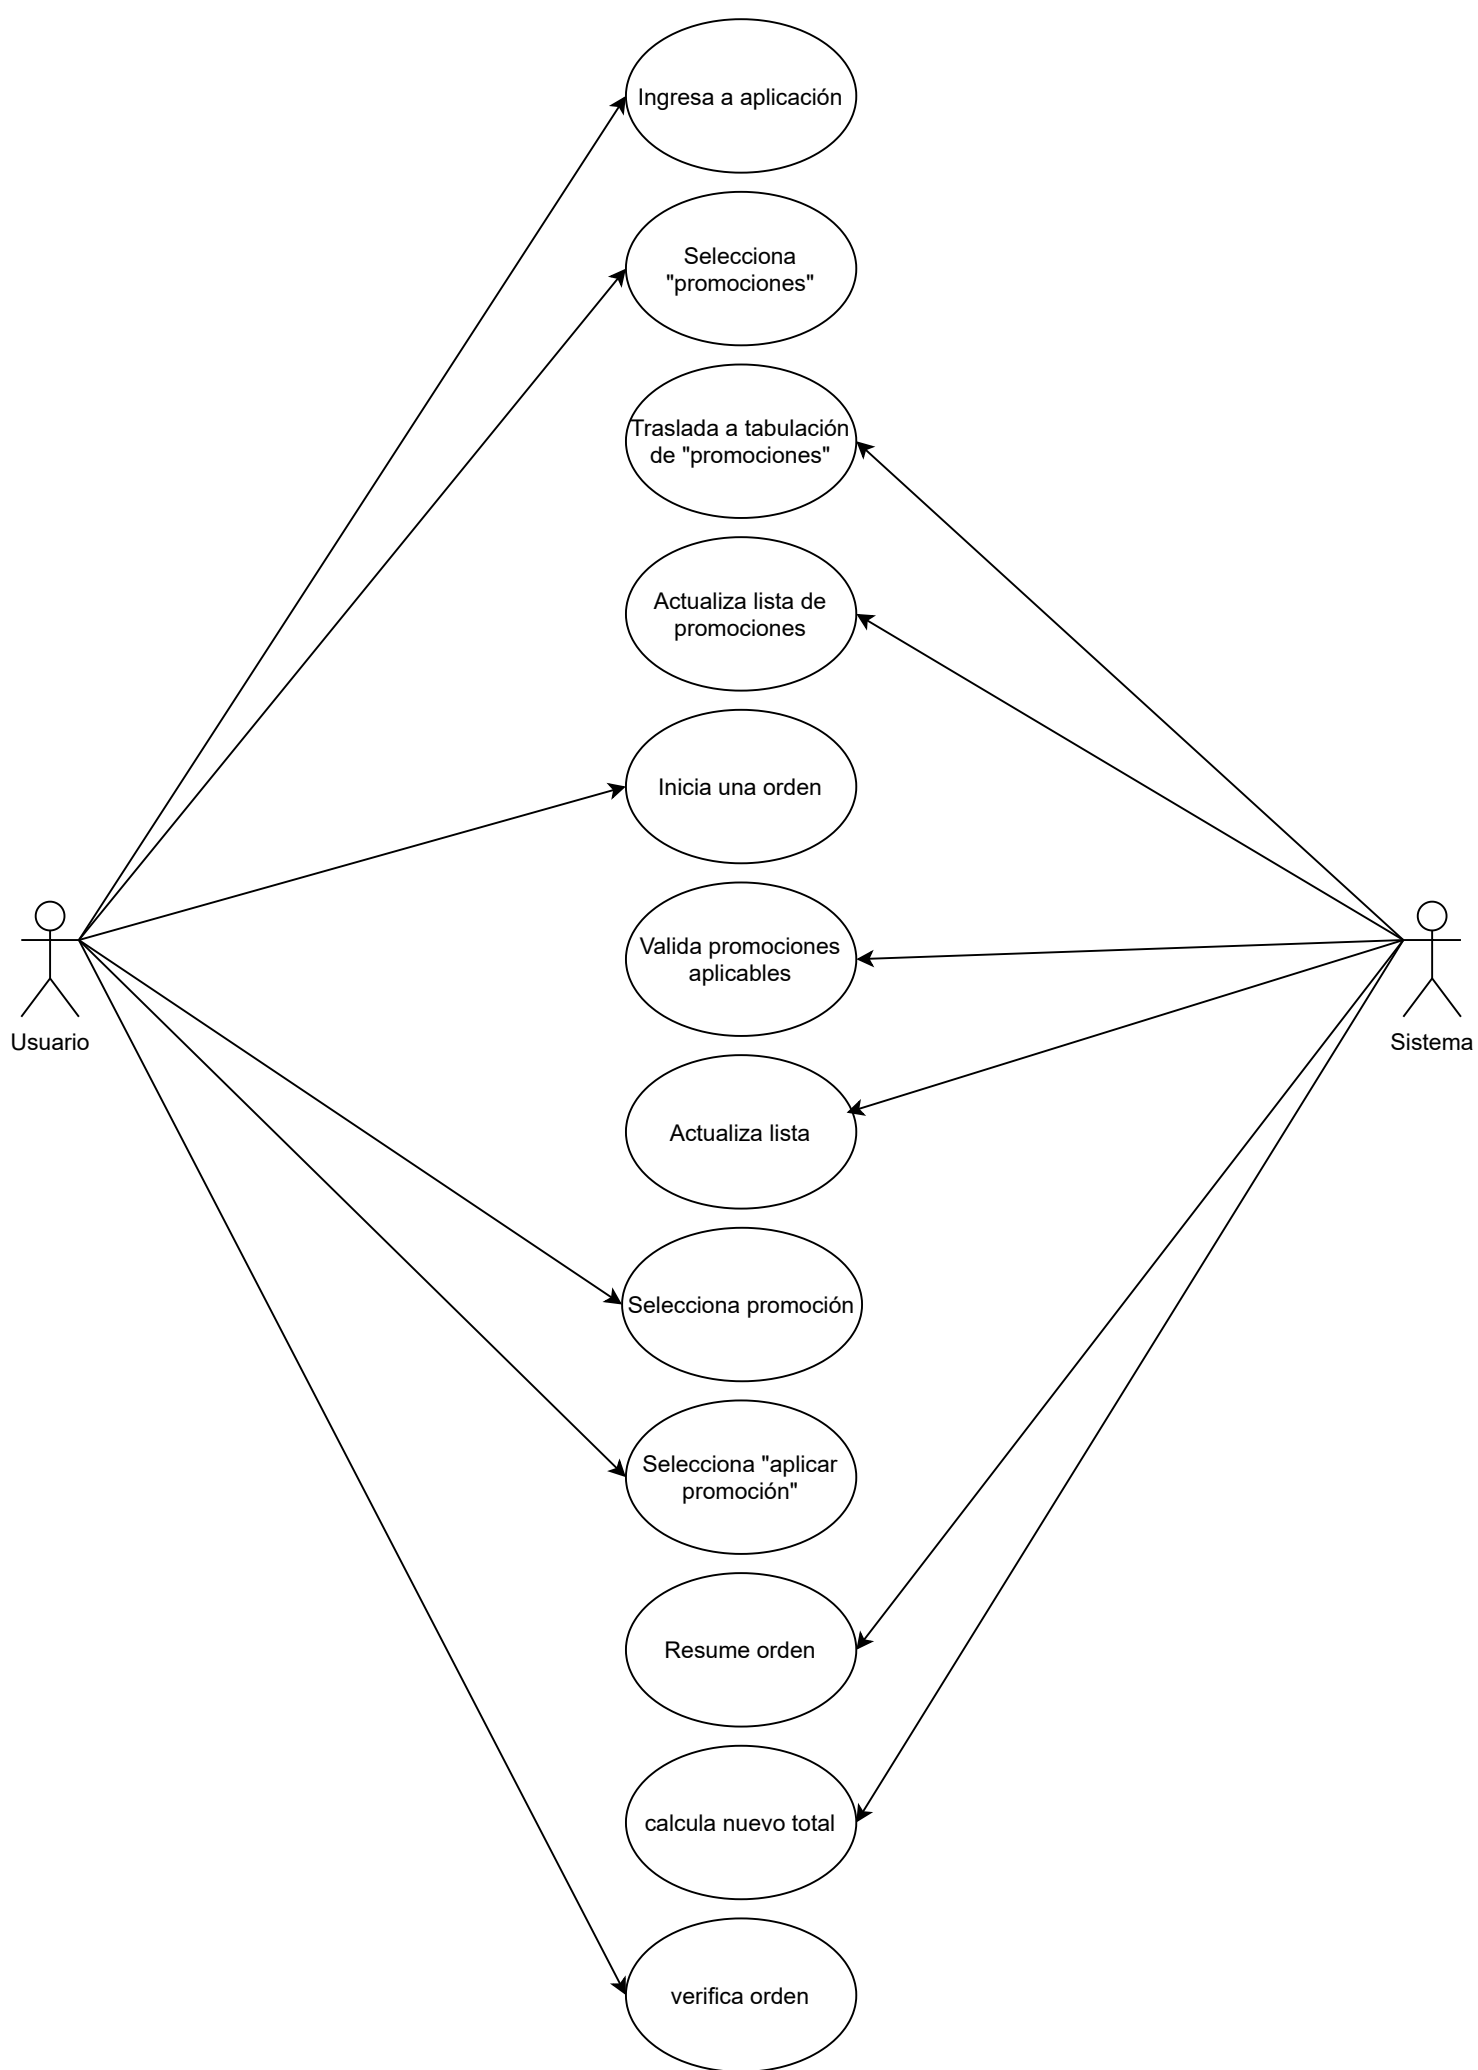 Ingresa a aplicación
Selecciona
"promociones"
Traslada a tabulación
de "promociones"
Actualiza lista de
promociones
Inicia una orden
Valida promociones
aplicables
Usuario
Sistema
Actualiza lista
Selecciona promoción
Selecciona "aplicar
promoción"
Resume orden
calcula nuevo total
verifica orden